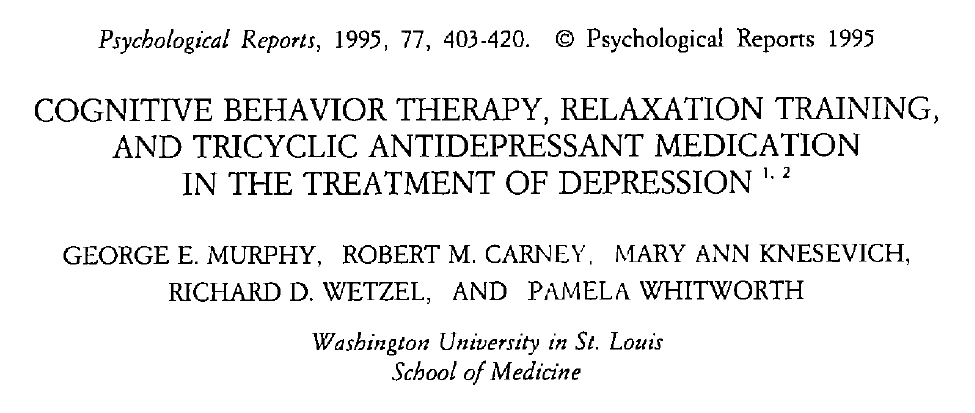 Psychological Reports, 1995, 77, 403-420. © Psychological Reports 1995
COGNITIVE BEHAVIOR THERAPY, RELAXATION TRAINING,
AND TRICYCLIC ANTIDEPRESSANT MEDICATION
IN THE TREATMENT OF DEPRESSION 1, 2
GEORGE E. MURPHY, ROBERT M. CARNEY, MARY ANN KNESEVICH,
RICHARD D. WETZEL, AND PAMELA WHITWORTH
Washington University in St. Louis
School of Medicine